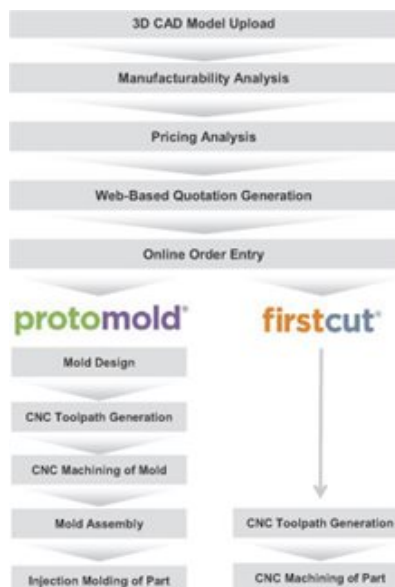 3D CAD Model Upload
Manufacturability Analysis
Pricing Analysis
Web-Based Quotation Generation
Online Order Entry
protomold®
Mold Design
CNC Toolpath Generation
CNC Machining of Mold
Mold Assembly
Injection Molding of Part
firstcut®
CNC Toolpath Generation
CNC Machining of Part